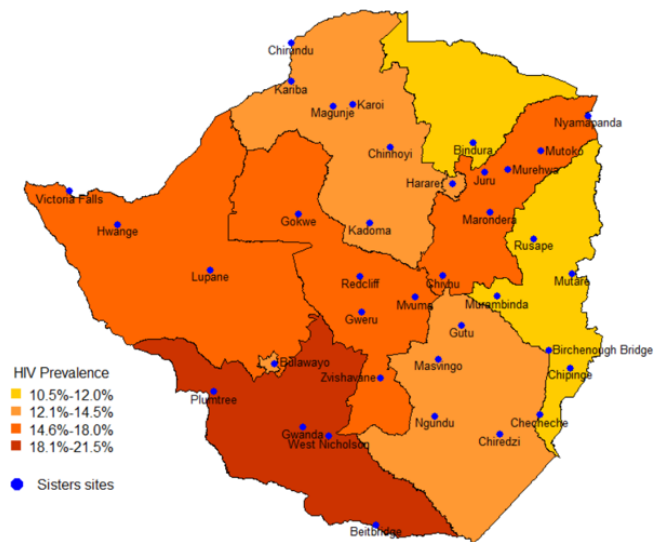 Chirundu
Kariba
Karoi
Magunje
Nyamapanda
Chinhoyi
Bindura
Mutoko
Murehwa
Juru
Harare
Victoria Falls
Marondera
Gokwe
Hwange
Kadoma
Rusape
Lupane
Redcliff
Chivhu
Mutare
Mvuma
Murambinda
Gweru
Gutu
Birchenough Bridge
Bulawayo
Masvingo
Chipinge
HIV Prevalence
Zvishavane
10.5%-12.0%
Plumtree
12.1%-14.5%
Ngundu
Checheche
14.6%-18.0%
Gwanda
Chiredzi
West Nicholson
18.1%-21.5%
Sisters sites
Beitbridge